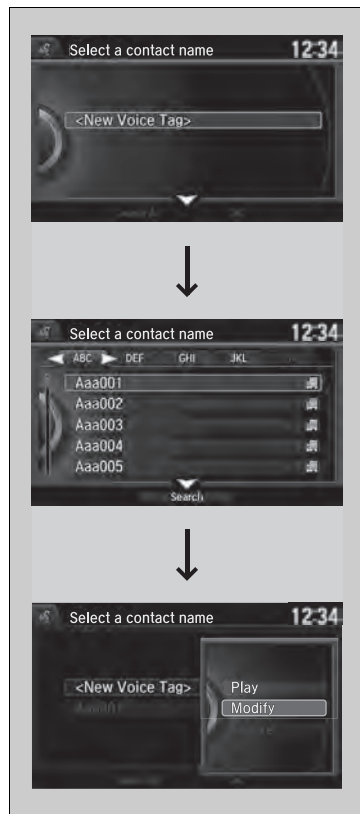 Select a contact name 12:34
<New Voice Tag>
Select a contact name 12:34
ABC DEF GHI JKL
Aaa001
Aaa002
Aaa003
Aaa004
Aaa005
Search
Select a contact name 12:34
<New Voice Tag>
Aaa001
Play
Modify